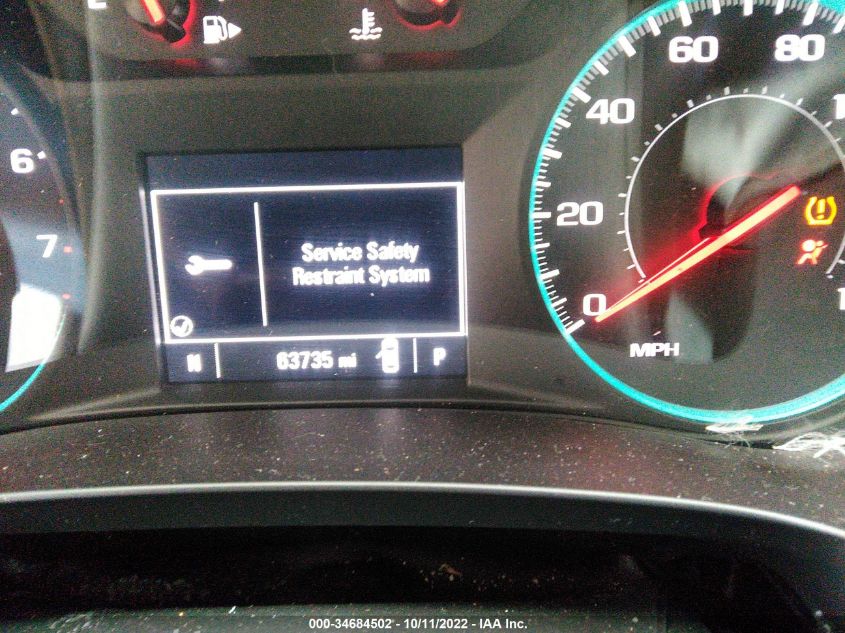 E
60
80
40
6
20
7
Service Safety
Restraint System
0
N 63735 mi P
MPH
000-34684502 - 10/11/2022 - IAA Inc.